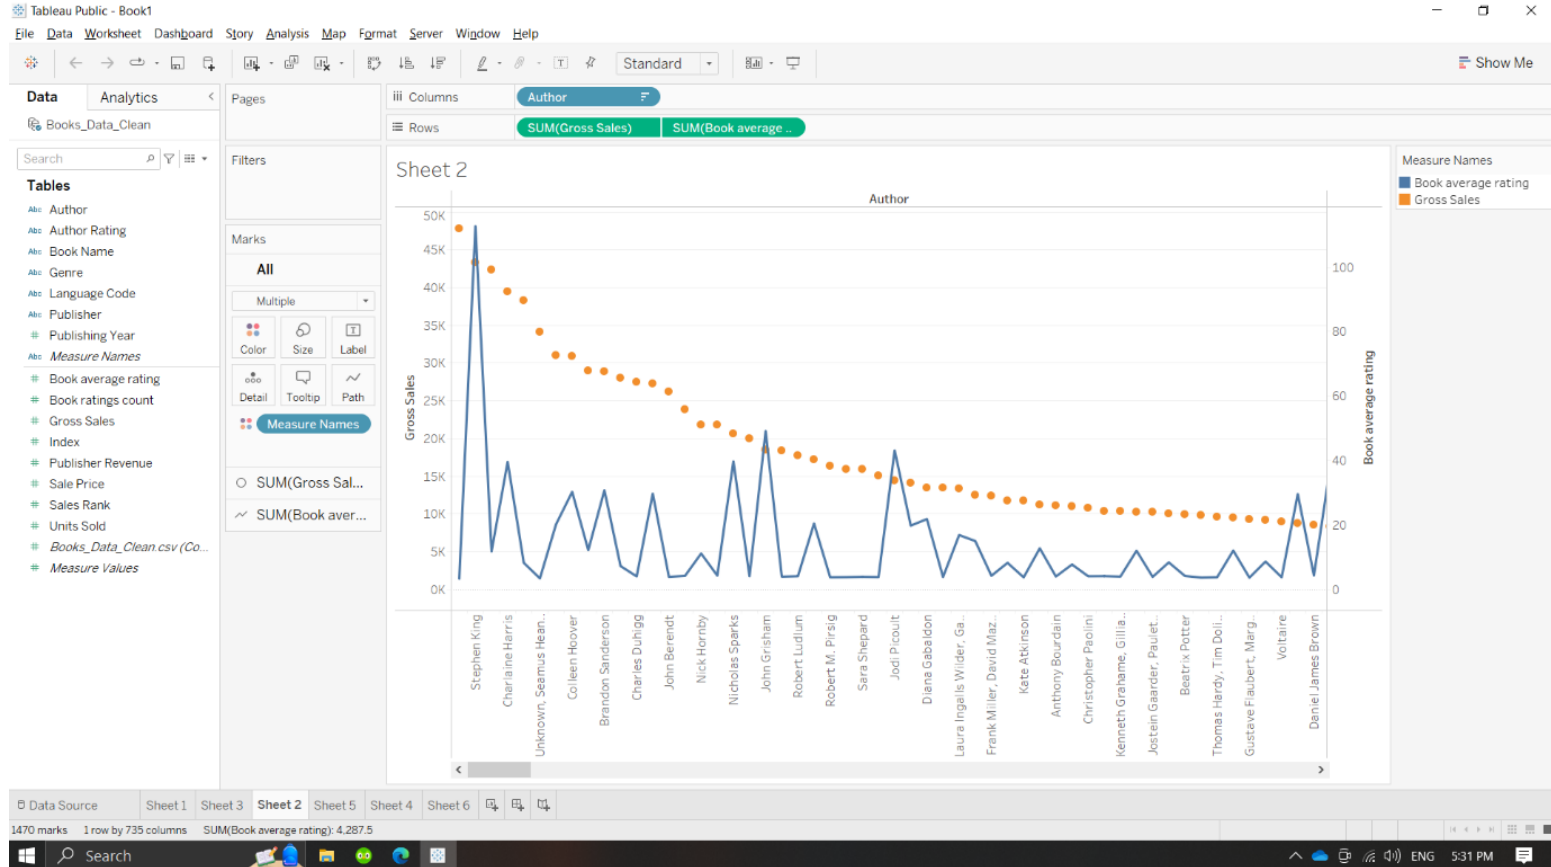 Tableau Public - Book1
File Data Worksheet Dashboard Story Analysis Map Format Server Window Help
Standard
Show Me
Data Analytics
Pages
iii Columns Author
Books_Data_Clean
Rows SUM(Gross Sales) SUM(Book average ..
Search
Filters
Sheet 2
Measure Names
Book average rating
Gross Sales
Tables
Abc Author
Abc Author Rating
Abc Book Name
Abc Genre
Abc Language Code
Abc Publisher
# Publishing Year
Abc Measure Names
# Book average rating
# Book ratings count
# Gross Sales
# Index
# Publisher Revenue
# Sale Price
# Sales Rank
# Units Sold
# Books_Data_Clean.csv (Co...
# Measure Values
Marks
All
Multiple
Color Size Label
Detail Tooltip Path
Measure Names
SUM(Gross Sal...
SUM(Book aver...
Author
50K
45K
40K
35K
30K
25K
20K
15K
10K
5K
0K
Gross Sales
100
80
60
40
20
0
Book average rating
Stephen King
Charlaine Harris
Unknown, Seamus Hean..
Colleen Hoover
Brandon Sanderson
Charles Duhigg
John Berendt
Nick Hornby
Nicholas Sparks
John Grisham
Robert Ludlum
Robert M. Pirsig
Sara Shepard
Jodi Picoult
Diana Gabaldon
Laura Ingalls Wilder, Ga..
Frank Miller, David Maz..
Kate Atkinson
Anthony Bourdain
Christopher Paolini
Kenneth Grahame, Gillia..
Jostein Gaarder, Paulet..
Beatrix Potter
Thomas Hardy, Tim Doli..
Gustave Flaubert, Marg..
Voltaire
Daniel James Brown
Data Source Sheet 1 Sheet 3 Sheet 2 Sheet 5 Sheet 4 Sheet 6
1470 marks 1 row by 735 columns SUM(Book average rating): 4,287.5
Search
ENG 5:31 PM